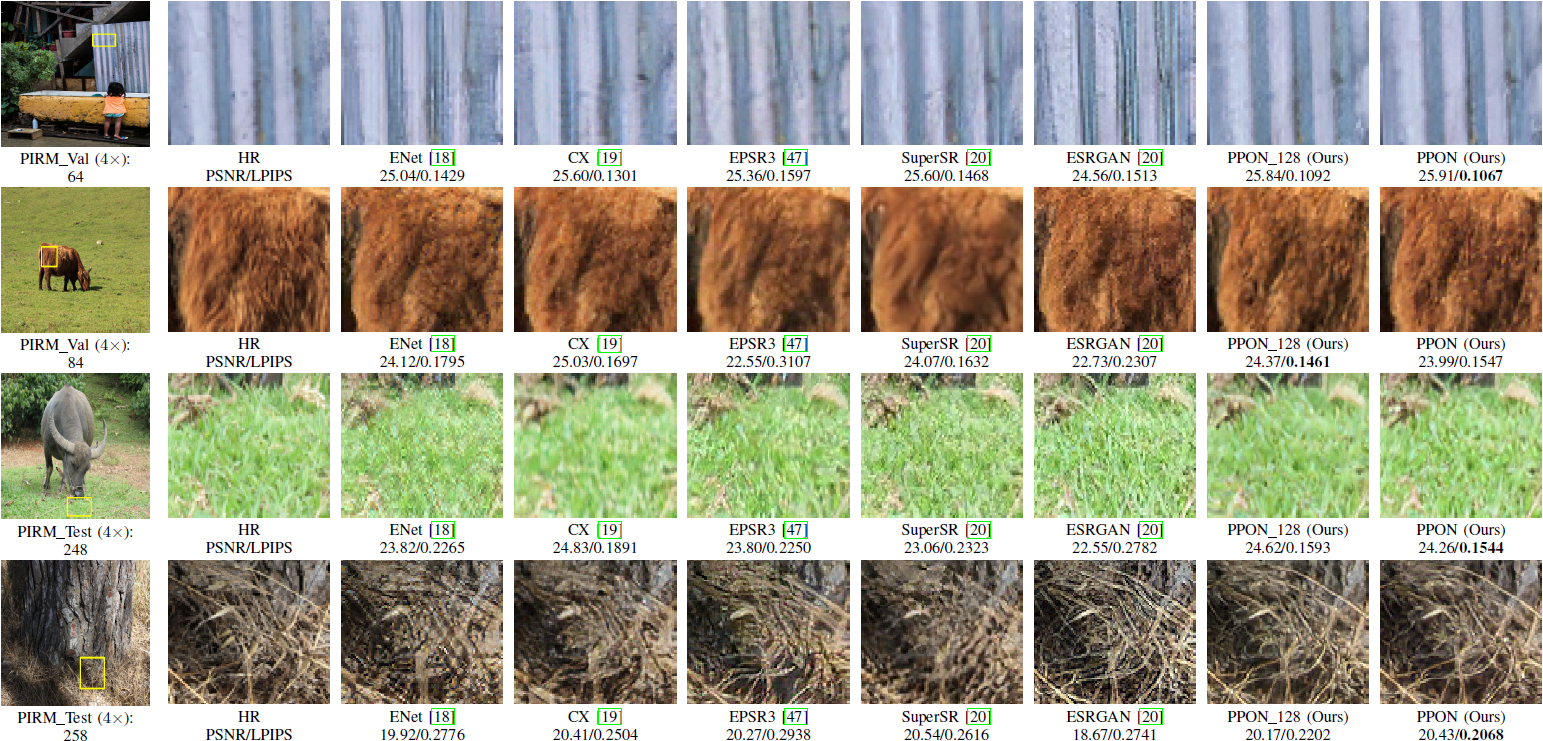 PIRM_Val (4×): HR ENet [18] CX [19] EPSR3 [47] SuperSR [20] ESRGAN [20] PPON_128 (Ours) PPON (Ours)
64 PSNR/LPIPS 25.04/0.1429 25.60/0.1301 25.36/0.1597 25.60/0.1468 24.56/0.1513 25.84/0.1092 25.91/0.1067
PIRM_Val (4×): HR ENet [18] CX [19] EPSR3 [47] SuperSR [20] ESRGAN [20] PPON_128 (Ours) PPON (Ours)
84 PSNR/LPIPS 24.12/0.1795 25.03/0.1697 22.55/0.3107 24.07/0.1632 22.73/0.2307 24.37/0.1461 23.99/0.1547
PIRM_Test (4×): HR ENet [18] CX [19] EPSR3 [47] SuperSR [20] ESRGAN [20] PPON_128 (Ours) PPON (Ours)
248 PSNR/LPIPS 23.82/0.2265 24.83/0.1891 23.80/0.2250 23.06/0.2323 22.55/0.2782 24.62/0.1593 24.26/0.1544
PIRM_Test (4×): HR ENet [18] CX [19] EPSR3 [47] SuperSR [20] ESRGAN [20] PPON_128 (Ours) PPON (Ours)
258 PSNR/LPIPS 19.92/0.2776 20.41/0.2504 20.27/0.2938 20.54/0.2616 18.67/0.2741 20.17/0.2202 20.43/0.2068